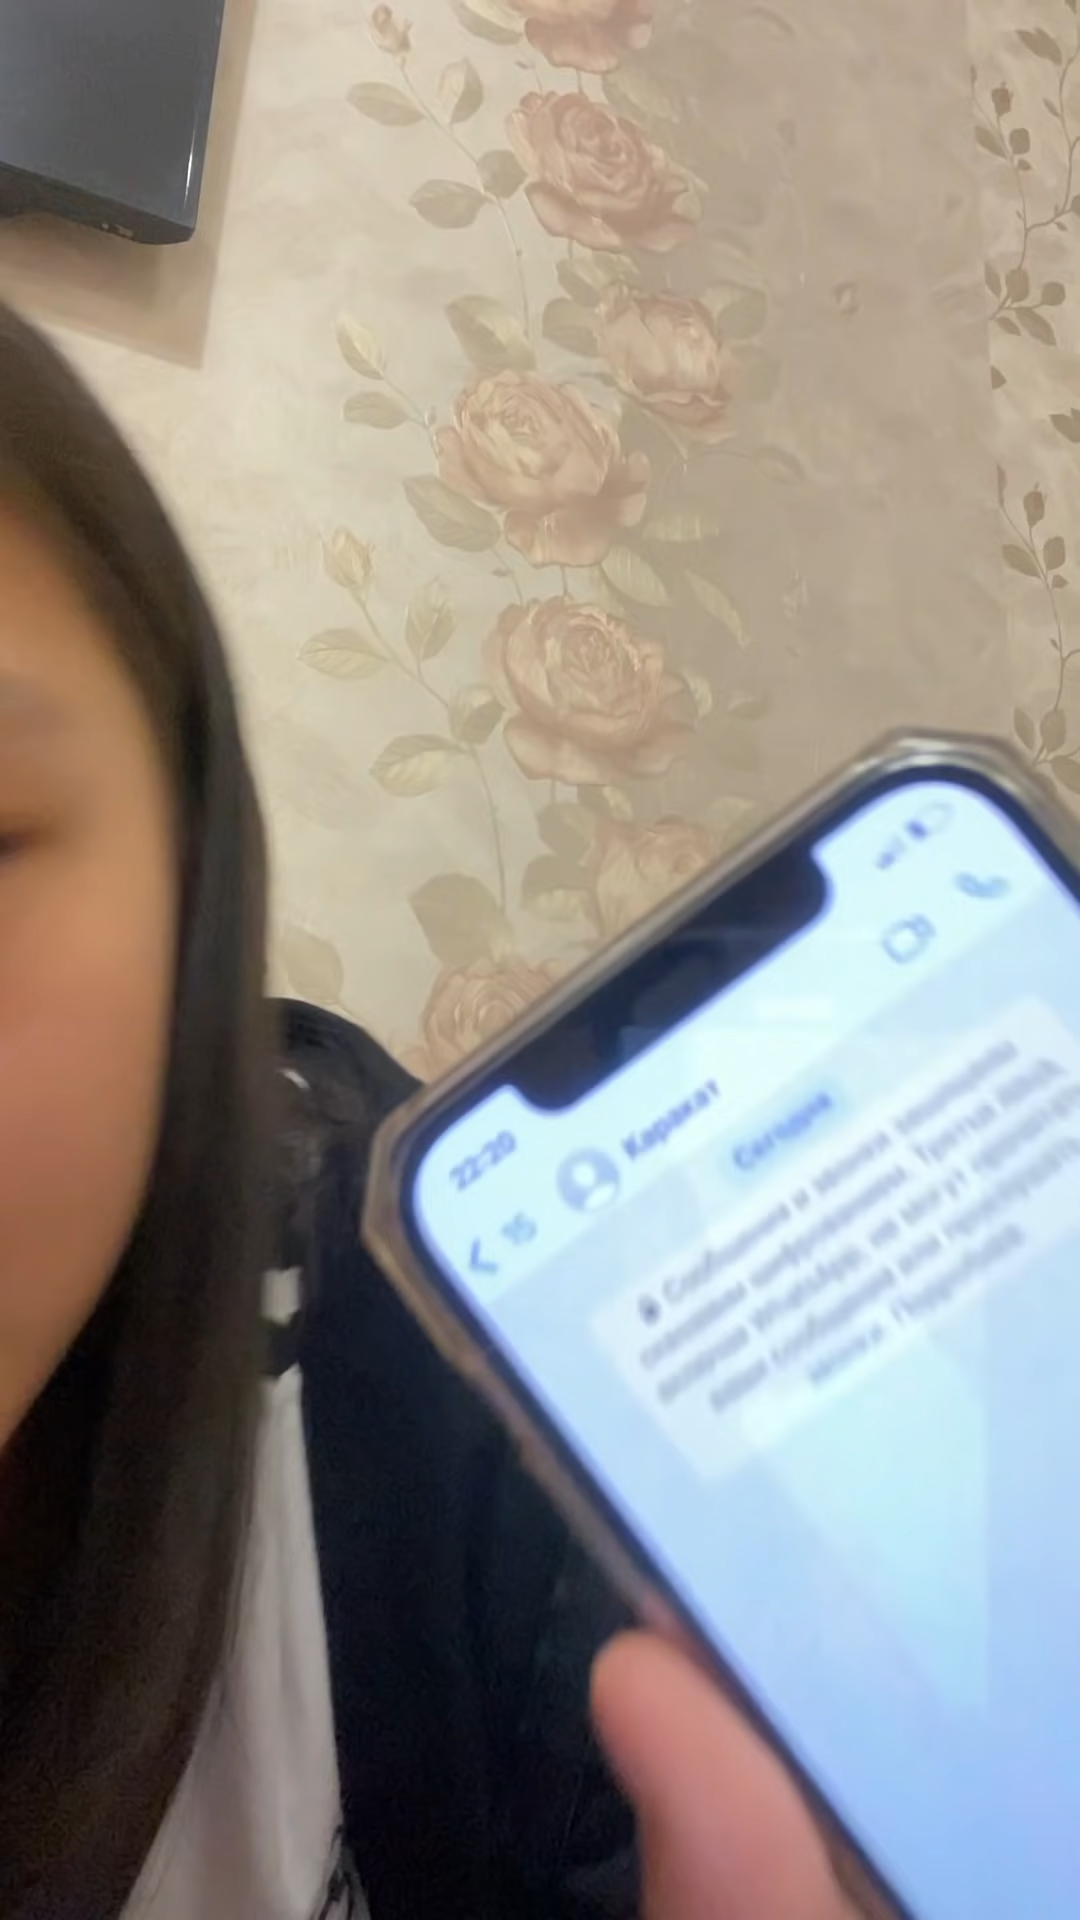 22:20
15 Каракат
Сегодня
Сообщения и звонки защищены
сквозным шифрованием. Третьи лица,
включая WhatsApp, не могут прочитать
ваши сообщения или прослушать
звонки. Подробнее